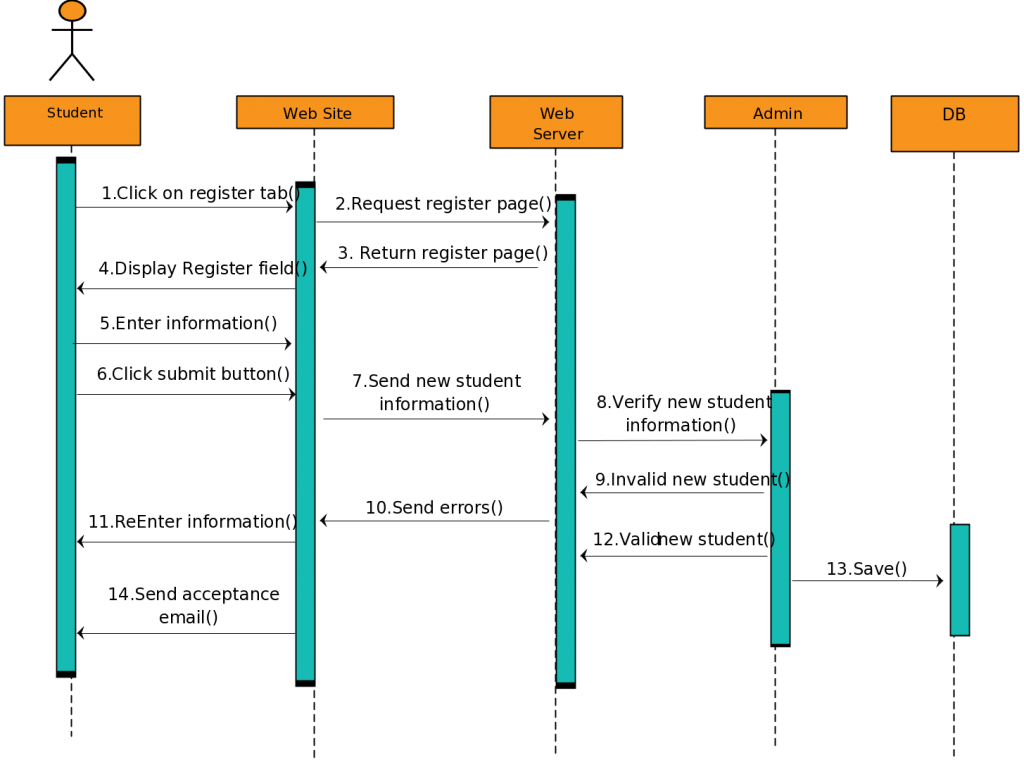 Student
Web Site
Web
Server
Admin
DB
1.Click on register tab()
2.Request register page()
3. Return register page()
4.Display Register field()
5.Enter information()
6.Click submit button()
7.Send new student
information()
8.Verify new student
information()
9.Invalid new student()
10.Send errors()
11.ReEnter information()
12.Valid new student()
13.Save()
14.Send acceptance
email()